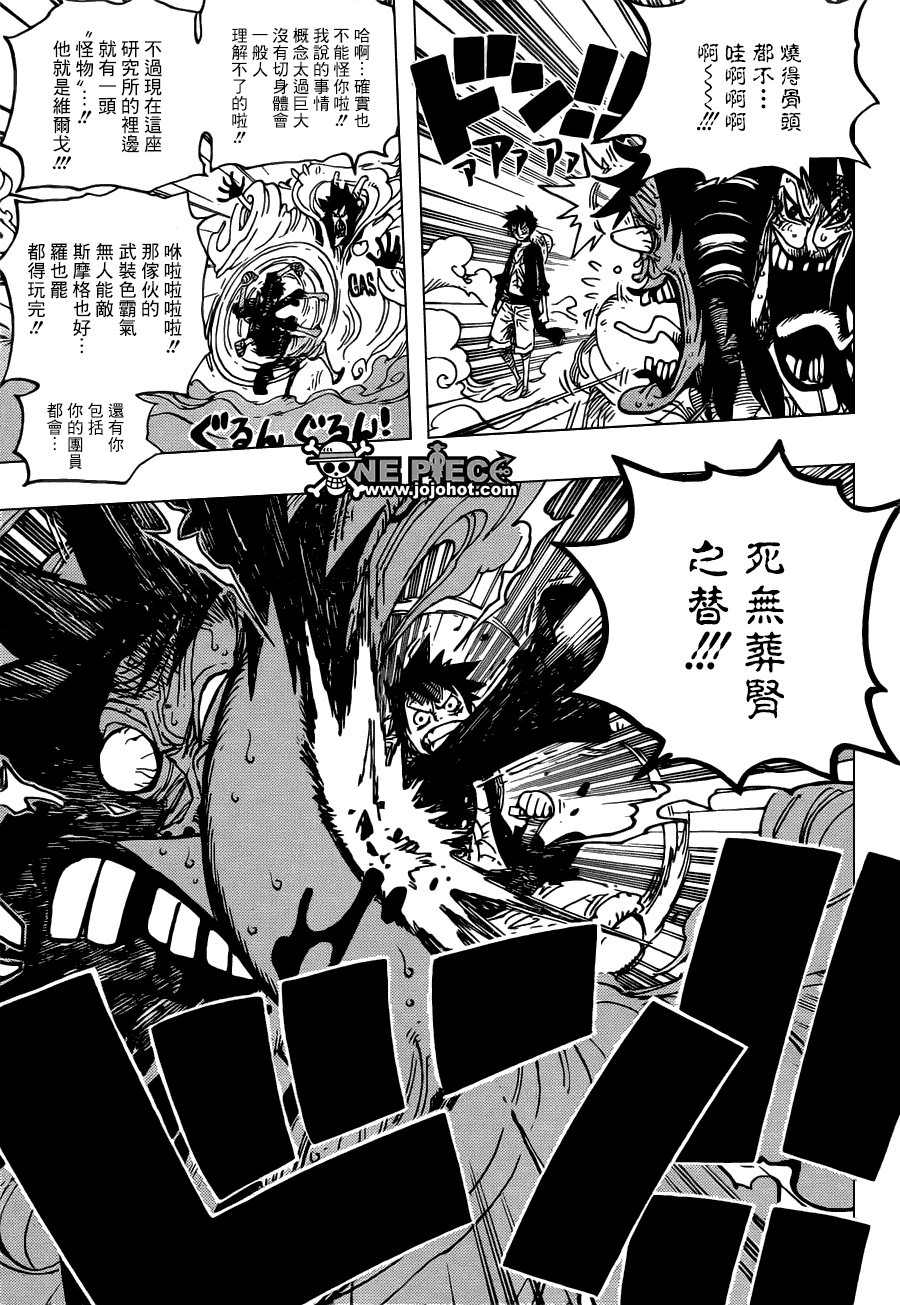 燒得骨頭
都不…
哇啊啊啊
啊～～!!!
ドン!!
ァァァァァ
哈啊…確實也
不能怪你啦!!
我說的事情
概念太過巨大
沒有切身體會
一般人
理解不了的啦!!
不過現在這座
研究所的裡邊
就有一頭
〝怪物〞…!!
他就是維爾戈!!!
GAS
咻啦啦啦啦!!
那傢伙的
武裝色霸氣
無人能敵
斯摩格也好…
羅也罷
都得玩完!!
還有你
包括
你的團員
都會…
ぐるんぐるん!
ONE PIECE
www.jojohot.com
死無葬腎
之替!!!
ドン!!